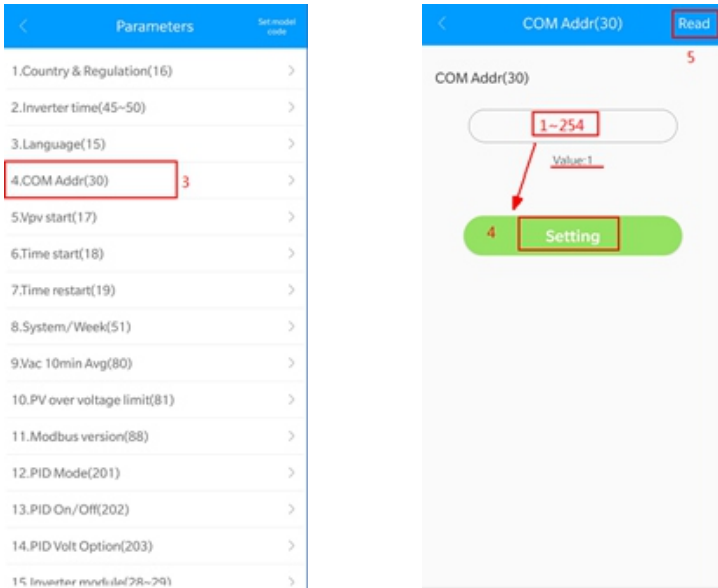 Parameters
Set model
code
1.Country & Regulation(16)
2.Inverter time(45~50)
3.Language(15)
4.COM Addr(30)
3
5.Vpv start(17)
6.Time start(18)
7.Time restart(19)
8.System/Week(51)
9.Vac 10min Avg(80)
10.PV over voltage limit(81)
11.Modbus version(88)
12.PID Mode(201)
13.PID On/Off(202)
14.PID Volt Option(203)
15.Inverter module(28~29)
COM Addr(30)
Read
5
COM Addr(30)
1~254
Value:1
4
Setting